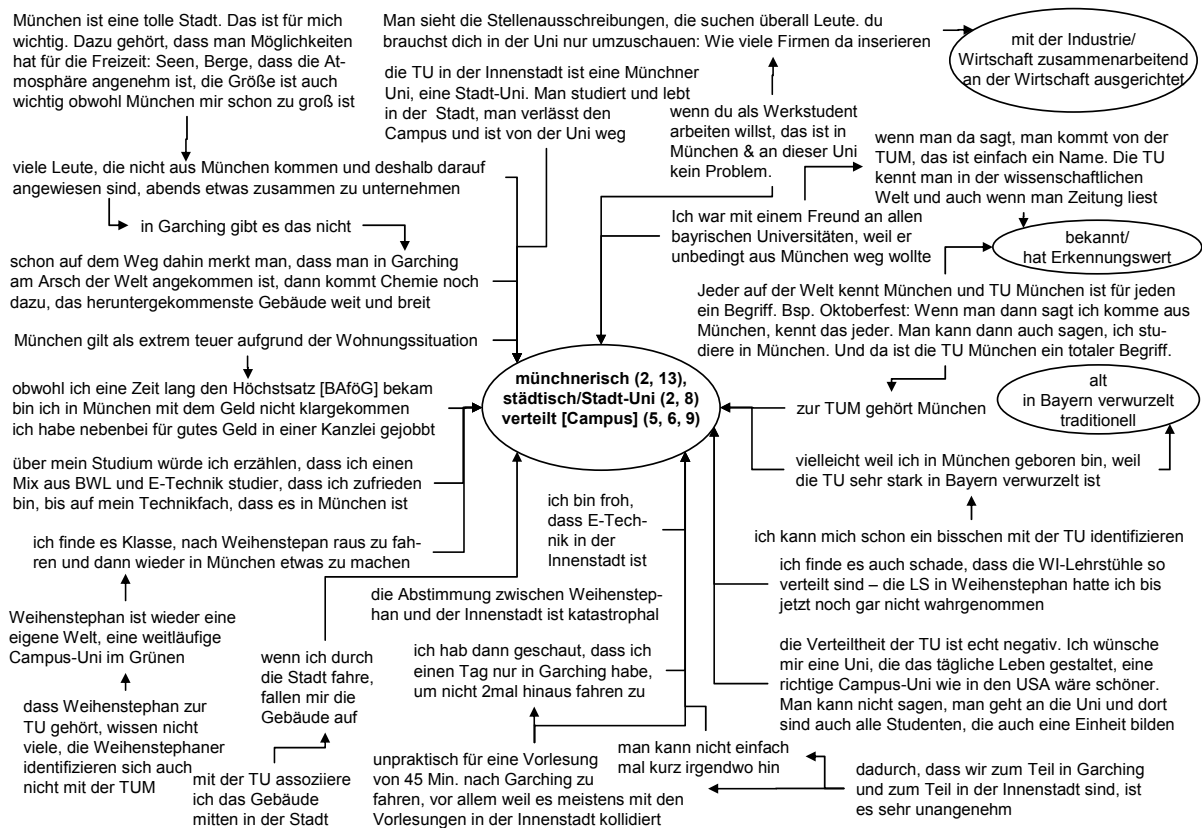 München ist eine tolle Stadt. Das ist für mich
wichtig. Dazu gehört, dass man Möglichkeiten
hat für die Freizeit: Seen, Berge, dass die At-
mosphäre angenehm ist, die Größe ist auch
wichtig obwohl München mir schon zu groß ist
Man sieht die Stellenausschreibungen, die suchen überall Leute. du
brauchst dich in der Uni nur umzuschauen: Wie viele Firmen da inserieren
mit der Industrie/
Wirtschaft zusammenarbeitend
an der Wirtschaft ausgerichtet
die TU in der Innenstadt ist eine Münchner
Uni, eine Stadt-Uni. Man studiert und lebt
in der Stadt, man verlässt den
Campus und ist von der Uni weg
wenn du als Werkstudent
arbeiten willst, das ist in
München & an dieser Uni
kein Problem.
wenn man da sagt, man kommt von der
TUM, das ist einfach ein Name. Die TU
kennt man in der wissenschaftlichen
Welt und auch wenn man Zeitung liest
viele Leute, die nicht aus München kommen und deshalb darauf
angewiesen sind, abends etwas zusammen zu unternehmen
in Garching gibt es das nicht
Ich war mit einem Freund an allen
bayrischen Universitäten, weil er
unbedingt aus München weg wollte
bekannt/
hat Erkennungswert
schon auf dem Weg dahin merkt man, dass man in Garching
am Arsch der Welt angekommen ist, dann kommt Chemie noch
dazu, das heruntergekommenste Gebäude weit und breit
Jeder auf der Welt kennt München und TU München ist für jeden
ein Begriff. Bsp. Oktoberfest: Wenn man dann sagt ich komme aus
München, kennt das jeder. Man kann dann auch sagen, ich stu-
diere in München. Und da ist die TU München ein totaler Begriff.
München gilt als extrem teuer aufgrund der Wohnungssituation
münchnerisch (2, 13),
städtisch/Stadt-Uni (2, 8)
verteilt [Campus] (5, 6, 9)
obwohl ich eine Zeit lang den Höchstsatz [BAföG] bekam
bin ich in München mit dem Geld nicht klargekommen
ich habe nebenbei für gutes Geld in einer Kanzlei gejobbt
zur TUM gehört München
alt
in Bayern verwurzelt
traditionell
über mein Studium würde ich erzählen, dass ich einen
Mix aus BWL und E-Technik studier, dass ich zufrieden
bin, bis auf mein Technikfach, dass es in München ist
vielleicht weil ich in München geboren bin, weil
die TU sehr stark in Bayern verwurzelt ist
ich bin froh,
dass E-Tech-
nik in der
Innenstadt ist
ich kann mich schon ein bisschen mit der TU identifizieren
ich finde es Klasse, nach Weihenstepan raus zu fah-
ren und dann wieder in München etwas zu machen
ich finde es auch schade, dass die WI-Lehrstühle so
verteilt sind – die LS in Weihenstephan hatte ich bis
jetzt noch gar nicht wahrgenommen
die Abstimmung zwischen Weihenstep-
han und der Innenstadt ist katastrophal
Weihenstephan ist wieder eine
eigene Welt, eine weitläufige
Campus-Uni im Grünen
wenn ich durch
die Stadt fahre,
fallen mir die
Gebäude auf
ich hab dann geschaut, dass ich
einen Tag nur in Garching habe,
um nicht 2mal hinaus fahren zu
die Verteiltheit der TU ist echt negativ. Ich wünsche
mir eine Uni, die das tägliche Leben gestaltet, eine
richtige Campus-Uni wie in den USA wäre schöner.
Man kann nicht sagen, man geht an die Uni und dort
sind auch alle Studenten, die auch eine Einheit bilden
dass Weihenstephan zur
TU gehört, wissen nicht
viele, die Weihenstephaner
identifizieren sich auch
nicht mit der TUM
mit der TU assoziiere
ich das Gebäude
mitten in der Stadt
unpraktisch für eine Vorlesung
von 45 Min. nach Garching zu
fahren, vor allem weil es meistens mit den
Vorlesungen in der Innenstadt kollidiert
man kann nicht einfach
mal kurz irgendwo hin
dadurch, dass wir zum Teil in Garching
und zum Teil in der Innenstadt sind, ist
es sehr unangenehm